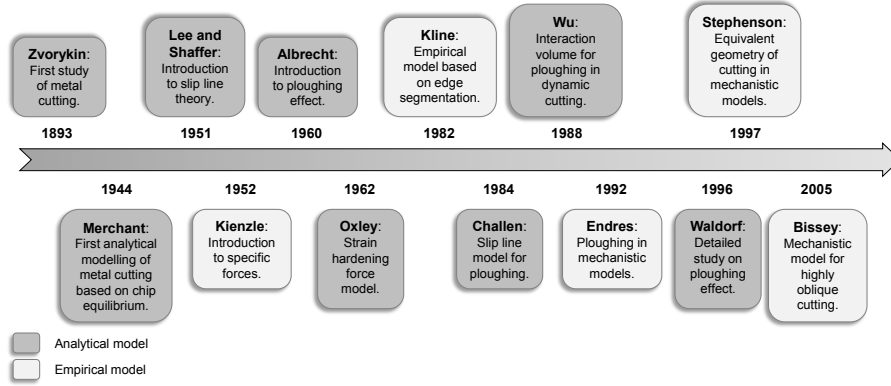 Zvorykin:
First study
of metal
cutting.
1893
Lee and
Shaffer:
Introduction
to slip line
theory.
1951
Albrecht:
Introduction
to ploughing
effect.
1960
Kline:
Empirical
model based
on edge
segmentation.
1982
Wu:
Interaction
volume for
ploughing in
dynamic
cutting.
1988
Stephenson:
Equivalent
geometry of
cutting in
mechanistic
models.
1997
1944
Merchant:
First analytical
modelling of
metal cutting
based on chip
equilibrium.
1952
Kienzle:
Introduction
to specific
forces.
1962
Oxley:
Strain
hardening
force
model.
1984
Challen:
Slip line
model for
ploughing.
1992
Endres:
Ploughing in
mechanistic
models.
1996
Waldorf:
Detailed
study on
ploughing
effect.
2005
Bissey:
Mechanistic
model for
highly
oblique
cutting.
Analytical model
Empirical model